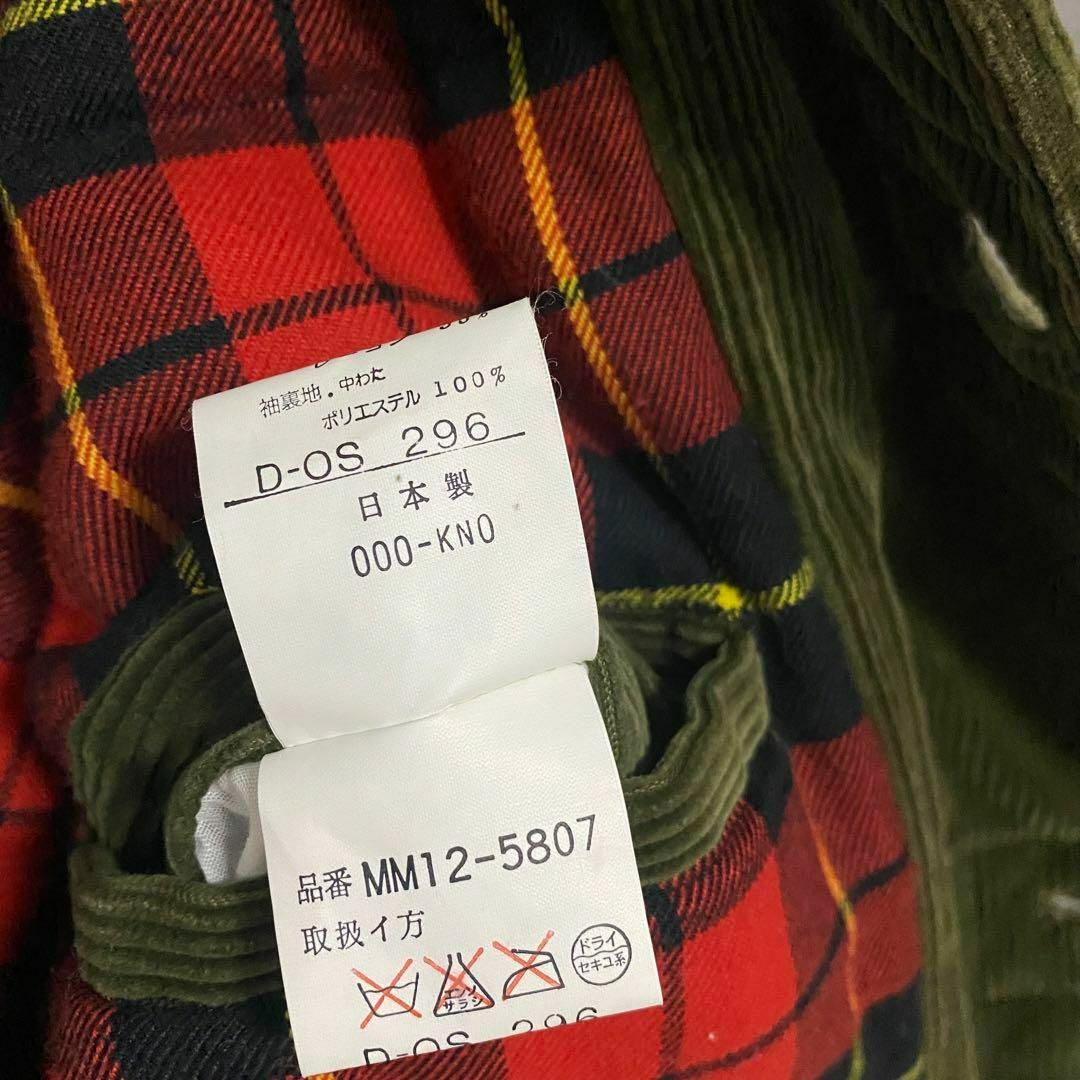 袖裏地・中わた
ポリエステル 100%
D-OS 296
日本製
000-KNO
品番 MM12-5807
取扱イ方
エンソ
サラシ
ドライ
セキユ系
D-OS 296